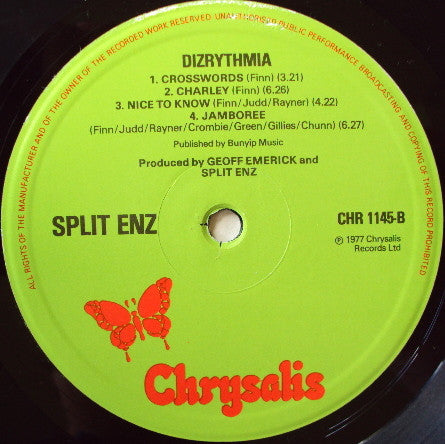 ALL RIGHTS OF THE MANUFACTURER AND OF THE OWNER OF THE RECORDED WORK RESERVED. UNAUTHORISED PUBLIC PERFORMANCE, BROADCASTING AND COPYING OF THIS RECORD PROHIBITED
DIZRYTHMIA
1. CROSSWORDS (Finn) (3.21)
2. CHARLEY (Finn) (6.26)
3. NICE TO KNOW (Finn/Judd/Rayner) (4.22)
4. JAMBOREE
(Finn/Judd/Rayner/Crombie/Green/Gillies/Chunn) (6.27)
Published by Bunyip Music
Produced by GEOFF EMERICK and
SPLIT ENZ
SPLIT ENZ
CHR 1145-B
℗ 1977 Chrysalis
Records Ltd
Chrysalis